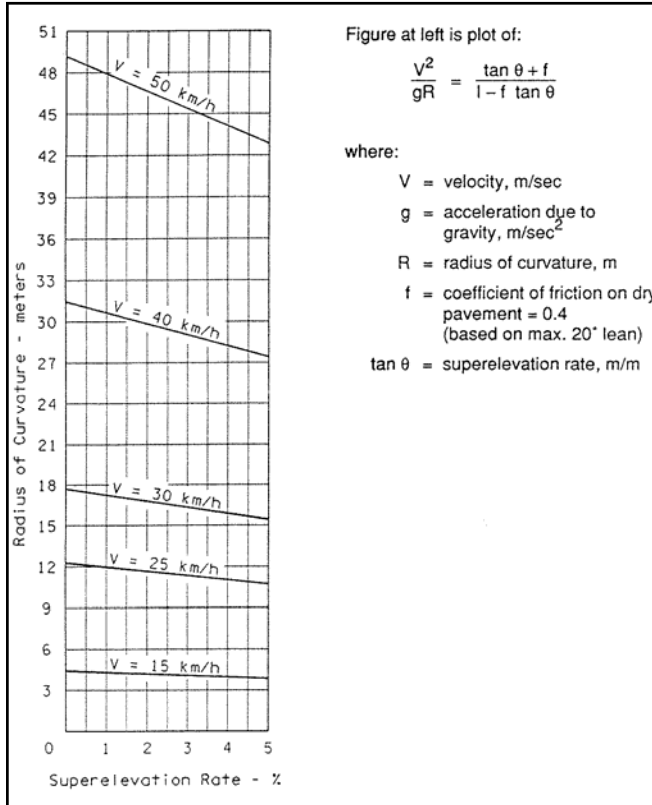 51
48
45
42
39
36
33
30
27
24
21
18
15
12
9
6
3
0 1 2 3 4 5
Radius of Curvature - meters
Superelevation Rate - %
V = 50 km/h
V = 40 km/h
V = 30 km/h
V = 25 km/h
V = 15 km/h
Figure at left is plot of:
V² / gR = tan θ + f / 1 – f tan θ
where:
V = velocity, m/sec
g = acceleration due to
gravity, m/sec²
R = radius of curvature, m
f = coefficient of friction on dry
pavement = 0.4
(based on max. 20° lean)
tan θ = superelevation rate, m/m